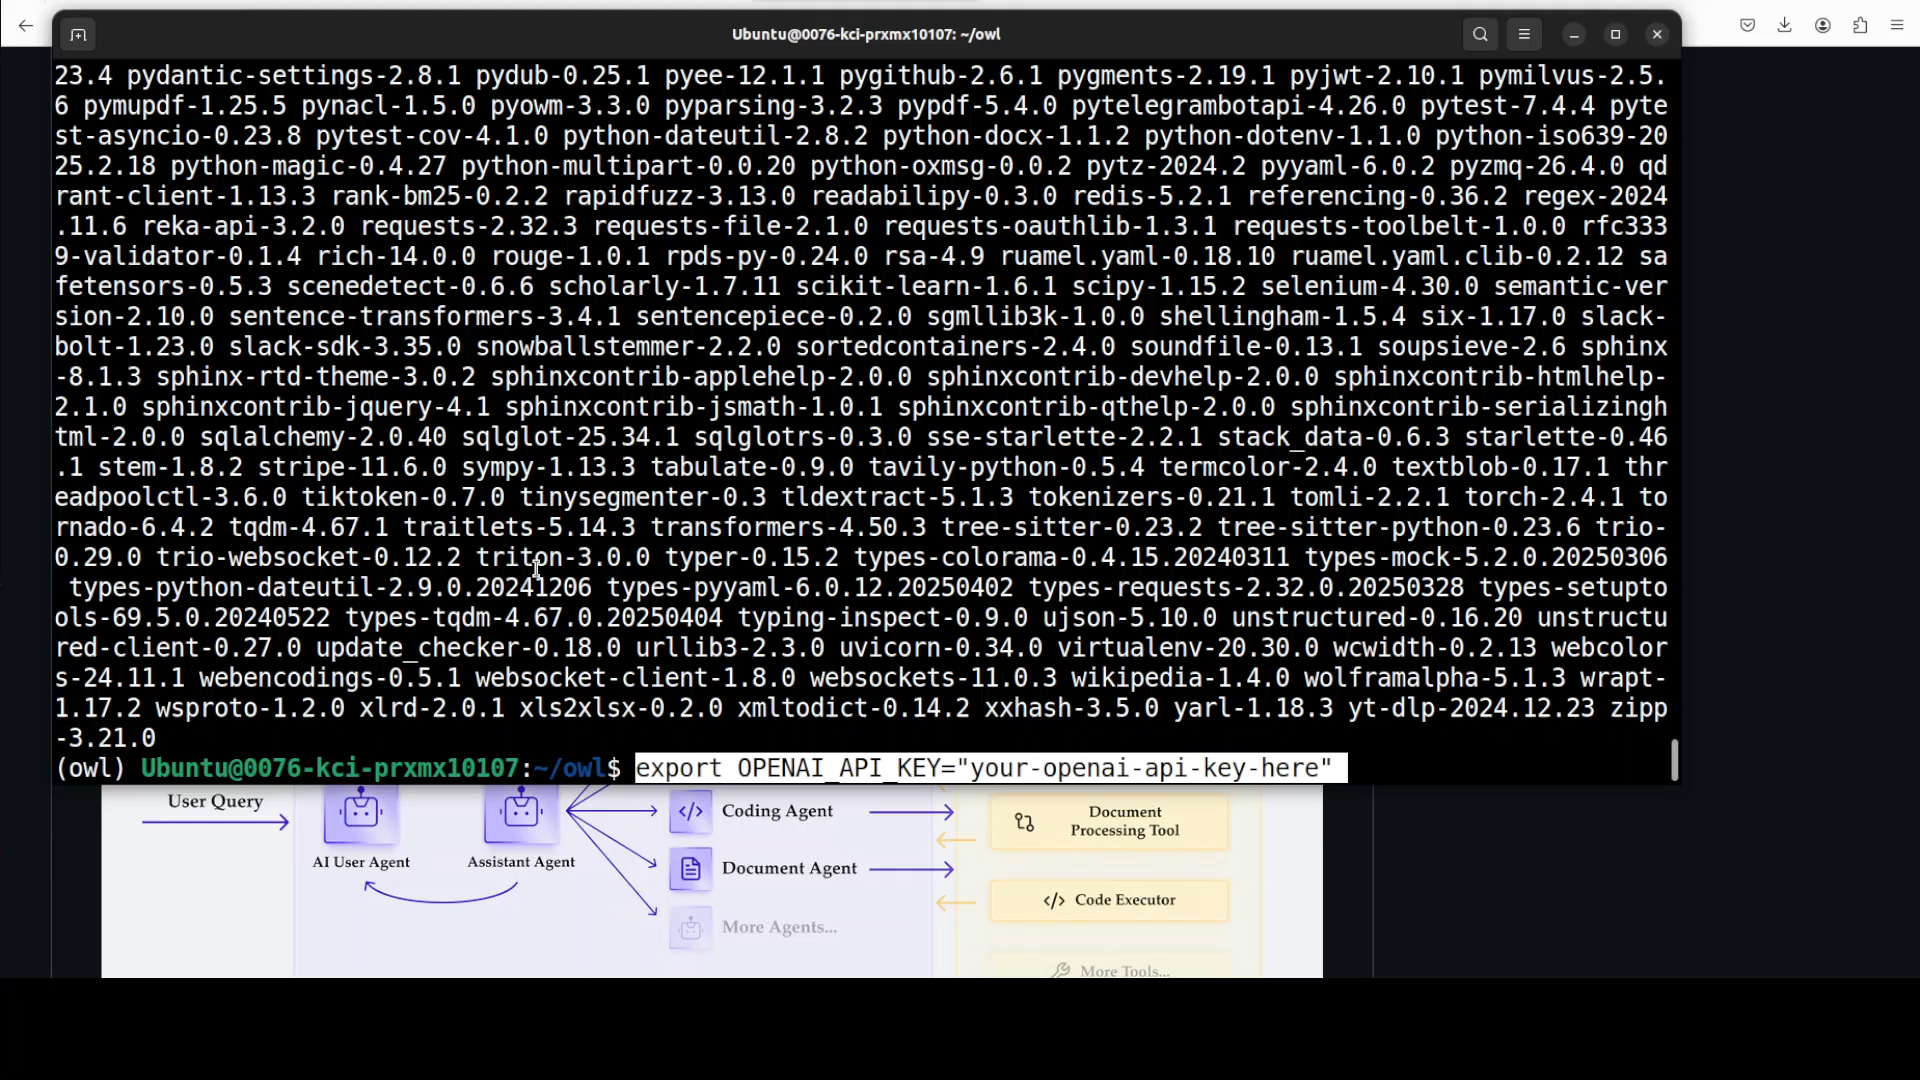 Ubuntu@0076-kci-prxmx10107: ~/owl
23.4 pydantic-settings-2.8.1 pydub-0.25.1 pyee-12.1.1 pygithub-2.6.1 pygments-2.19.1 pyjwt-2.10.1 pymilvus-2.5.
6 pymupdf-1.25.5 pynacl-1.5.0 pyowm-3.3.0 pyparsing-3.2.3 pypdf-5.4.0 pytelegrambotapi-4.26.0 pytest-7.4.4 pyte
st-asyncio-0.23.8 pytest-cov-4.1.0 python-dateutil-2.8.2 python-docx-1.1.2 python-dotenv-1.1.0 python-iso639-20
25.2.18 python-magic-0.4.27 python-multipart-0.0.20 python-oxmsg-0.0.2 pytz-2024.2 pyyaml-6.0.2 pyzmq-26.4.0 qd
rant-client-1.13.3 rank-bm25-0.2.2 rapidfuzz-3.13.0 readabilipy-0.3.0 redis-5.2.1 referencing-0.36.2 regex-2024
.11.6 reka-api-3.2.0 requests-2.32.3 requests-file-2.1.0 requests-oauthlib-1.3.1 requests-toolbelt-1.0.0 rfc333
9-validator-0.1.4 rich-14.0.0 rouge-1.0.1 rpds-py-0.24.0 rsa-4.9 ruamel.yaml-0.18.10 ruamel.yaml.clib-0.2.12 sa
fetensors-0.5.3 scenedetect-0.6.6 scholarly-1.7.11 scikit-learn-1.6.1 scipy-1.15.2 selenium-4.30.0 semantic-ver
sion-2.10.0 sentence-transformers-3.4.1 sentencepiece-0.2.0 sgmllib3k-1.0.0 shellingham-1.5.4 six-1.17.0 slack-
bolt-1.23.0 slack-sdk-3.35.0 snowballstemmer-2.2.0 sortedcontainers-2.4.0 soundfile-0.13.1 soupsieve-2.6 sphinx
-8.1.3 sphinx-rtd-theme-3.0.2 sphinxcontrib-applehelp-2.0.0 sphinxcontrib-devhelp-2.0.0 sphinxcontrib-htmlhelp-
2.1.0 sphinxcontrib-jquery-4.1 sphinxcontrib-jsmath-1.0.1 sphinxcontrib-qthelp-2.0.0 sphinxcontrib-serializingh
tml-2.0.0 sqlalchemy-2.0.40 sqlglot-25.34.1 sqlglotrs-0.3.0 sse-starlette-2.2.1 stack_data-0.6.3 starlette-0.46
.1 stem-1.8.2 stripe-11.6.0 sympy-1.13.3 tabulate-0.9.0 tavily-python-0.5.4 termcolor-2.4.0 textblob-0.17.1 thr
eadpoolctl-3.6.0 tiktoken-0.7.0 tinysegmenter-0.3 tldextract-5.1.3 tokenizers-0.21.1 tomli-2.2.1 torch-2.4.1 to
rnado-6.4.2 tqdm-4.67.1 traitlets-5.14.3 transformers-4.50.3 tree-sitter-0.23.2 tree-sitter-python-0.23.6 trio-
0.29.0 trio-websocket-0.12.2 triton-3.0.0 typer-0.15.2 types-colorama-0.4.15.20240311 types-mock-5.2.0.20250306
types-python-dateutil-2.9.0.20241206 types-pyyaml-6.0.12.20250402 types-requests-2.32.0.20250328 types-setupto
ols-69.5.0.20240522 types-tqdm-4.67.0.20250404 typing-inspect-0.9.0 ujson-5.10.0 unstructured-0.16.20 unstructu
red-client-0.27.0 update_checker-0.18.0 urllib3-2.3.0 uvicorn-0.34.0 virtualenv-20.30.0 wcwidth-0.2.13 webcolor
s-24.11.1 webencodings-0.5.1 websocket-client-1.8.0 websockets-11.0.3 wikipedia-1.4.0 wolframalpha-5.1.3 wrapt-
1.17.2 wsproto-1.2.0 xlrd-2.0.1 xls2xlsx-0.2.0 xmltodict-0.14.2 xxhash-3.5.0 yarl-1.18.3 yt-dlp-2024.12.23 zipp
-3.21.0
(owl) Ubuntu@0076-kci-prxmx10107:~/owl$ export OPENAI_API_KEY="your-openai-api-key-here"
User Query
AI User Agent
Assistant Agent
Coding Agent
Document Agent
More Agents...
Document
Processing Tool
Code Executor
More Tools...